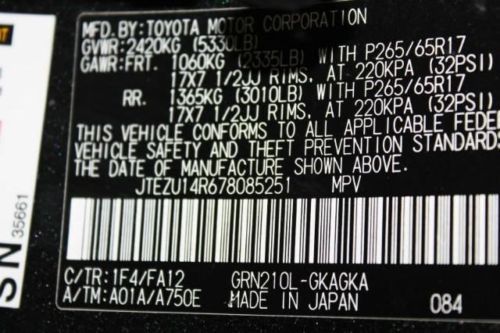 MFD. BY: TOYOTA MOTOR CORPORATION
GVWR: 2420KG (5330LB)
GAWR: FRT. 1060KG (2335LB) WITH P265/65R17
17X7 1/2JJ RIMS, AT 220KPA (32PSI)
RR. 1365KG (3010LB) WITH P265/65R17
17X7 1/2JJ RIMS, AT 220KPA (32PSI)
THIS VEHICLE CONFORMS TO ALL APPLICABLE FEDE
VEHICLE SAFETY AND THEFT PREVENTION STANDARDS
THE DATE OF MANUFACTURE SHOWN ABOVE.
JTEZU14R678085251 MPV
C/TR: 1F4/FA12 GRN210L-GKAGKA
A/TM: A01A/A750E MADE IN JAPAN 084
SN
35661